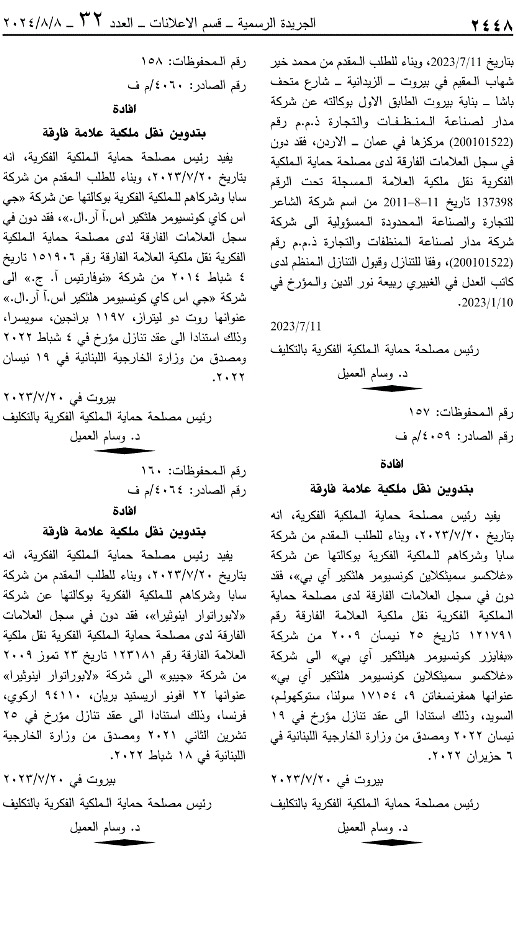 ٢٤٤٨
الجريدة الرسمية ــ قسم الاعلانات ــ العدد ٣٢ ــ ٢٠٢٤/٨/٨
بتاريخ 2023/7/11، وبناء للطلب المقدم من محمد خير
شهاب المقيم في بيروت ــ الزيدانية ــ شارع متحف
باشا ــ بناية بيروت الطابق الاول بوكالته عن شركة
مدار لصناعة المنظفات والتجارة ذ.م.م رقم
(200101522) مركزها في عمان ــ الاردن، فقد دون
في سجل العلامات الفارقة لدى مصلحة حماية الملكية
الفكرية نقل ملكية العلامة المسجلة تحت الرقم
137398 تاريخ 11–8–2011 من اسم شركة الشاعر
للتجارة والصناعة المحدودة المسؤولية الى شركة
شركة مدار لصناعة المنظفات والتجارة ذ.م.م رقم
(200101522)، وفقا للتنازل وقبول التنازل المنظم لدى
كاتب العدل في الغبيري ربيعة نور الدين والمؤرخ في
2023/1/10.
2023/7/11
رئيس مصلحة حماية الملكية الفكرية بالتكليف
د. وسام العميل
رقم المحفوظات: ١٥٧
رقم الصادر: ٤٠٥٩/م ف
افادة
بتدوين نقل ملكية علامة فارقة
يفيد رئيس مصلحة حماية الملكية الفكرية، انه
بتاريخ ٢٠٢٣/٧/٢٠، وبناء للطلب المقدم من شركة
سابا وشركاهم للملكية الفكرية بوكالتها عن شركة
«غلاكسو سميثكلاين كونسيومر هلثكير آي بي»، فقد
دون في سجل العلامات الفارقة لدى مصلحة حماية
الملكية الفكرية نقل ملكية العلامة الفارقة رقم
١٢١٧٩١ تاريخ ٢٥ نيسان ٢٠٠٩ من شركة
«بفايزر كونسيومر هيلثكير آي بي» الى شركة
«غلاكسو سميثكلاين كونسيومر هلثكير آي بي»
عنوانها همفرنسغاتن ٩، ١٧١٥٤ سولنا، ستوكهولم،
السويد، وذلك استنادا الى عقد تنازل مؤرخ في ١٩
نيسان ٢٠٢٢ ومصدق من وزارة الخارجية اللبنانية في
٦ حزيران ٢٠٢٢.
بيروت في ٢٠٢٣/٧/٢٠
رئيس مصلحة حماية الملكية الفكرية بالتكليف
د. وسام العميل
رقم المحفوظات: ١٥٨
رقم الصادر: ٤٠٦٠/م ف
افادة
بتدوين نقل ملكية علامة فارقة
يفيد رئيس مصلحة حماية الملكية الفكرية، انه
بتاريخ ٢٠٢٣/٧/٢٠، وبناء للطلب المقدم من شركة
سابا وشركاهم للملكية الفكرية بوكالتها عن شركة «جي
اس كاي كونسيومر هلثكير اس.آ آر.ال.»، فقد دون في
سجل العلامات الفارقة لدى مصلحة حماية الملكية
الفكرية نقل ملكية العلامة الفارقة رقم ١٥١٩٠٦ تاريخ
٤ شباط ٢٠١٤ من شركة «نوفارتيس آ. ج.» الى
شركة «جي اس كاي كونسيومر هلثكير اس.آ آر.ال.»
عنوانها روت دو ليتراز، ١١٩٧ برانجين، سويسرا،
وذلك استنادا الى عقد تنازل مؤرخ في ٤ شباط ٢٠٢٢
ومصدق من وزارة الخارجية اللبنانية في ١٩ نيسان
٢٠٢٢.
بيروت في ٢٠٢٣/٧/٢٠
رئيس مصلحة حماية الملكية الفكرية بالتكليف
د. وسام العميل
رقم المحفوظات: ١٦٠
رقم الصادر: ٤٠٦٤/م ف
افادة
بتدوين نقل ملكية علامة فارقة
يفيد رئيس مصلحة حماية الملكية الفكرية، انه
بتاريخ ٢٠٢٣/٧/٢٠، وبناء للطلب المقدم من شركة
سابا وشركاهم للملكية الفكرية بوكالتها عن شركة
«لابوراتوار اينوثيرا»، فقد دون في سجل العلامات
الفارقة لدى مصلحة حماية الملكية الفكرية نقل ملكية
العلامة الفارقة رقم ١٢٣١٨١ تاريخ ٢٣ تموز ٢٠٠٩
من شركة «جيبو» الى شركة «لابوراتوار اينوثيرا»
عنوانها ٢٢ افونو اريستيد بريان، ٩٤١١٠ اركوي،
فرنسا، وذلك استنادا الى عقد تنازل مؤرخ في ٢٥
تشرين الثاني ٢٠٢١ ومصدق من وزارة الخارجية
اللبنانية في ١٨ شباط ٢٠٢٢.
بيروت في ٢٠٢٣/٧/٢٠
رئيس مصلحة حماية الملكية الفكرية بالتكليف
د. وسام العميل